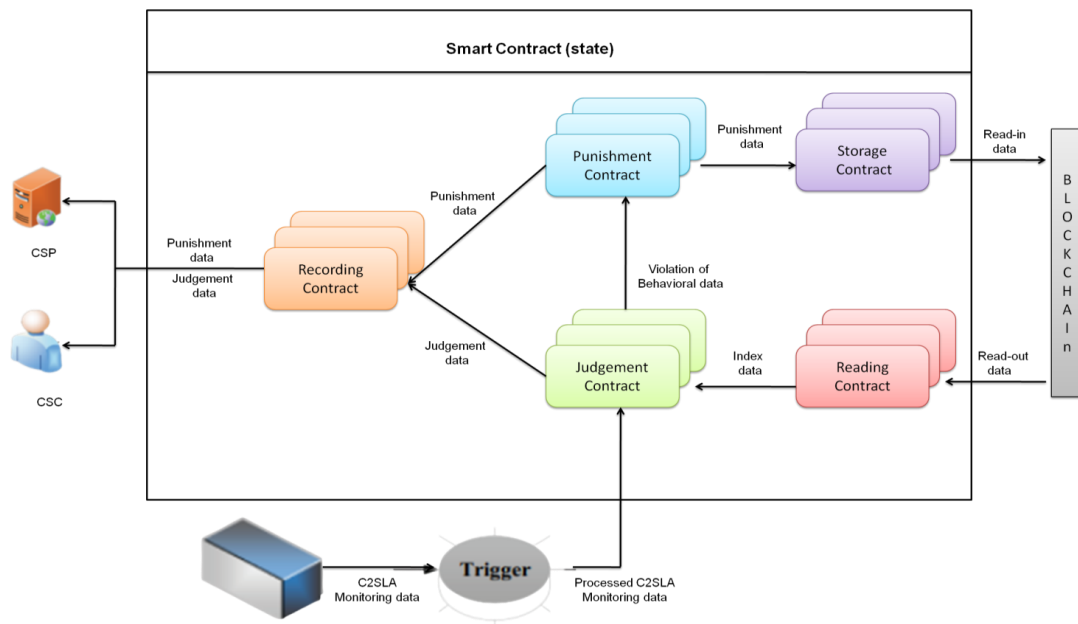 Smart Contract (state)
Punishment
Contract
Punishment
data
Storage
Contract
Read-in
data
BLOCKCHAIn
CSP
Punishment
data
Judgement
data
Recording
Contract
Punishment
data
Violation of
Behavioral data
Judgement
data
Judgement
Contract
Index
data
Reading
Contract
Read-out
data
CSC
C2SLA
Monitoring data
Trigger
Processed C2SLA
Monitoring data